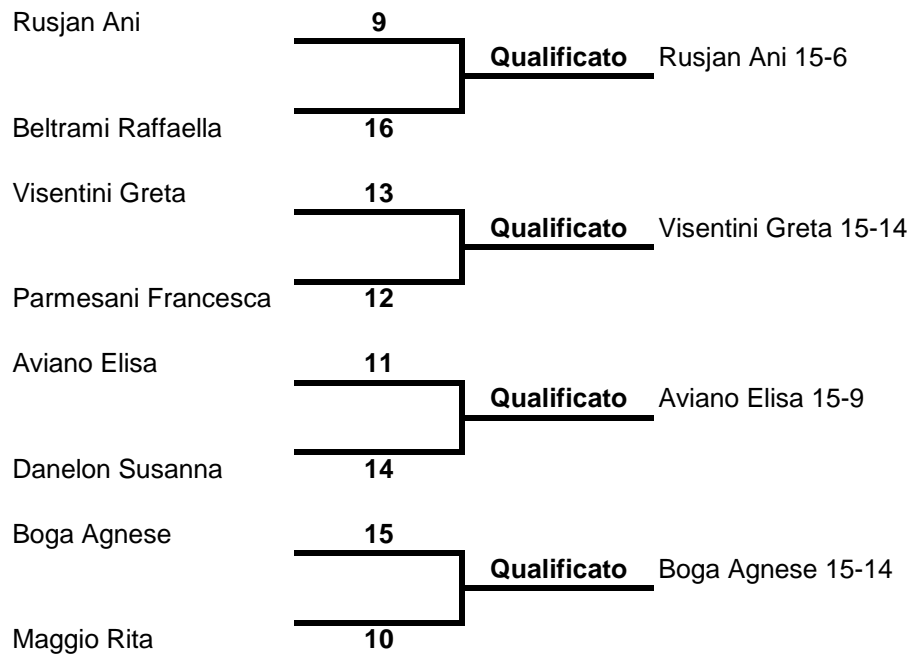 Rusjan Ani 9
Qualificato Rusjan Ani 15-6
Beltrami Raffaella 16
Visentini Greta 13
Qualificato Visentini Greta 15-14
Parmesani Francesca 12
Aviano Elisa 11
Qualificato Aviano Elisa 15-9
Danelon Susanna 14
Boga Agnese 15
Qualificato Boga Agnese 15-14
Maggio Rita 10